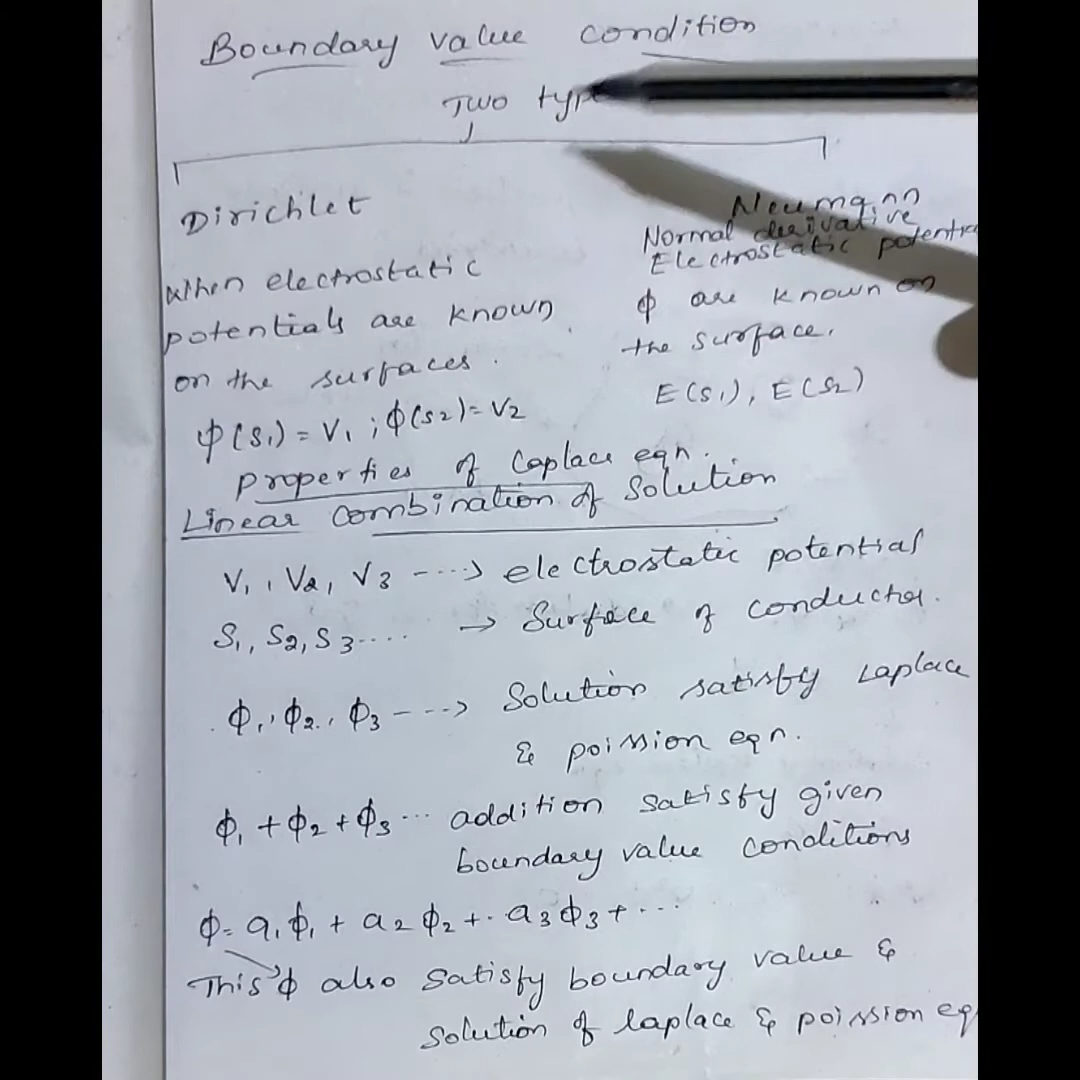 Boundary value condition
Two typ
Dirichlet
When electrostatic
potentials are known
on the surfaces.
φ(S₁) = V₁ ; φ(S₂) = V₂
Neumann
Normal derivative
Electrostatic potentia
φ are known on
the surface.
E(S₁), E(S₂)
properties of Laplace eqn.
Linear combination of solution
V₁, V₂, V₃ ----> electrostatic potential
S₁, S₂, S₃.... → Surface of conductor.
φ₁, φ₂, φ₃ ----> Solution satisfy Laplace
& poission eqn.
φ₁ + φ₂ + φ₃ ... addition satisfy given
boundary value conditions
φ = a₁φ₁ + a₂φ₂ + a₃φ₃ + ...
This φ also satisfy boundary value &
solution of laplace & poission eq